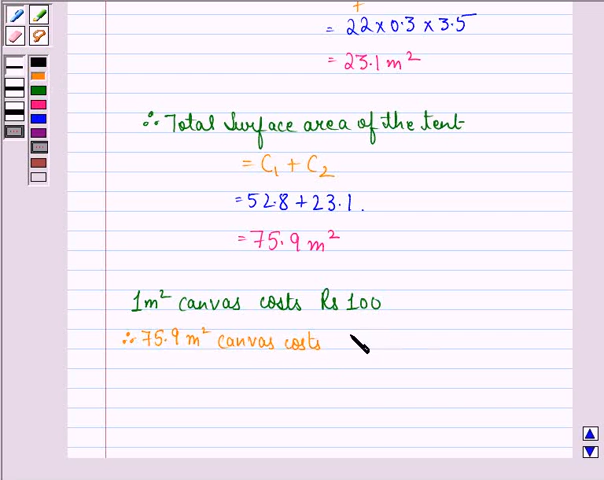 = 22 x 0.3 x 3.5
= 23.1 m²
∴ Total Surface area of the tent
= C₁ + C₂
= 52.8 + 23.1.
= 75.9 m²
1m² canvas costs Rs 100
∴ 75.9 m² canvas costs